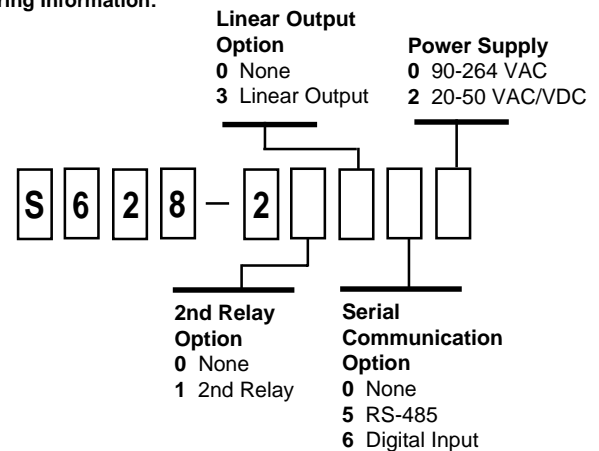 ring Information:
Linear Output
Option
0 None
3 Linear Output
Power Supply
0 90-264 VAC
2 20-50 VAC/VDC
S 6 2 8 – 2
2nd Relay
Option
0 None
1 2nd Relay
Serial
Communication
Option
0 None
5 RS-485
6 Digital Input